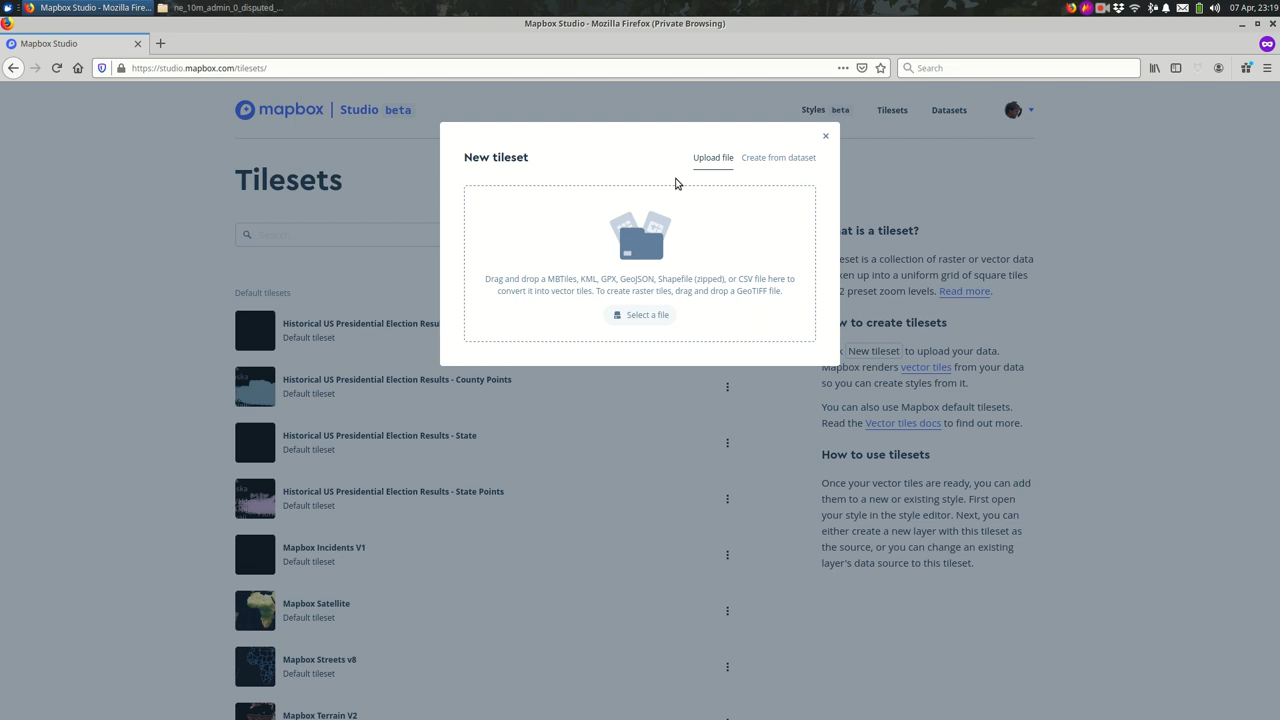 Mapbox Studio - Mozilla Fire...
ne_10m_admin_0_disputed_...
07 Apr, 23:19
Mapbox Studio - Mozilla Firefox (Private Browsing)
Mapbox Studio
https://studio.mapbox.com/tilesets/
Search
mapbox | Studio beta
Styles beta
Tilesets
Datasets
New tileset
Upload file
Create from dataset
Drag and drop a MBTiles, KML, GPX, GeoJSON, Shapefile (zipped), or CSV file here to
convert it into vector tiles. To create raster tiles, drag and drop a GeoTIFF file.
Select a file
Tilesets
Search
Default tilesets
Historical US Presidential Election Resu
Default tileset
Historical US Presidential Election Results - County Points
Default tileset
Historical US Presidential Election Results - State
Default tileset
Historical US Presidential Election Results - State Points
Default tileset
Mapbox Incidents V1
Default tileset
Mapbox Satellite
Default tileset
Mapbox Streets v8
Default tileset
Mapbox Terrain V2
at is a tileset?
eset is a collection of raster or vector data
ken up into a uniform grid of square tiles
2 preset zoom levels. Read more.
w to create tilesets
k New tileset to upload your data.
Mapbox renders vector tiles from your data
so you can create styles from it.
You can also use Mapbox default tilesets.
Read the Vector tiles docs to find out more.
How to use tilesets
Once your vector tiles are ready, you can add
them to a new or existing style. First open
your style in the style editor. Next, you can
either create a new layer with this tileset as
the source, or you can change an existing
layer's data source to this tileset.